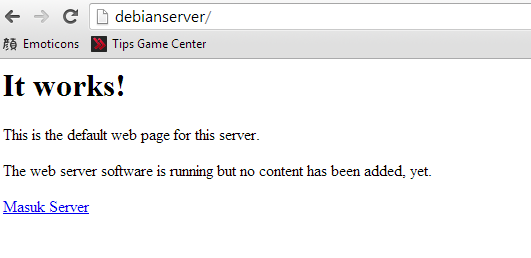 debianserver/
顔 Emoticons Tips Game Center
It works!
This is the default web page for this server.
The web server software is running but no content has been added, yet.
Masuk Server